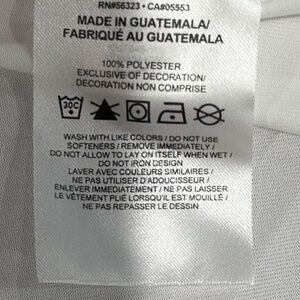 RN#56323 • CA#05553
MADE IN GUATEMALA/
FABRIQUÉ AU GUATEMALA
100% POLYESTER
EXCLUSIVE OF DECORATION/
DECORATION NON COMPRISE
30C
WASH WITH LIKE COLORS / DO NOT USE
SOFTENERS / REMOVE IMMEDIATELY /
DO NOT ALLOW TO LAY ON ITSELF WHEN WET /
DO NOT IRON DESIGN
LAVER AVEC COULEURS SIMILAIRES /
NE PAS UTILISER D'ADOUCISSEUR /
ENLEVER IMMEDIATEMENT / NE PAS LAISSER
LE VÊTEMENT PLIÉ LORSQU'IL EST MOUILLÉ /
NE PAS REPASSER LE DESSIN